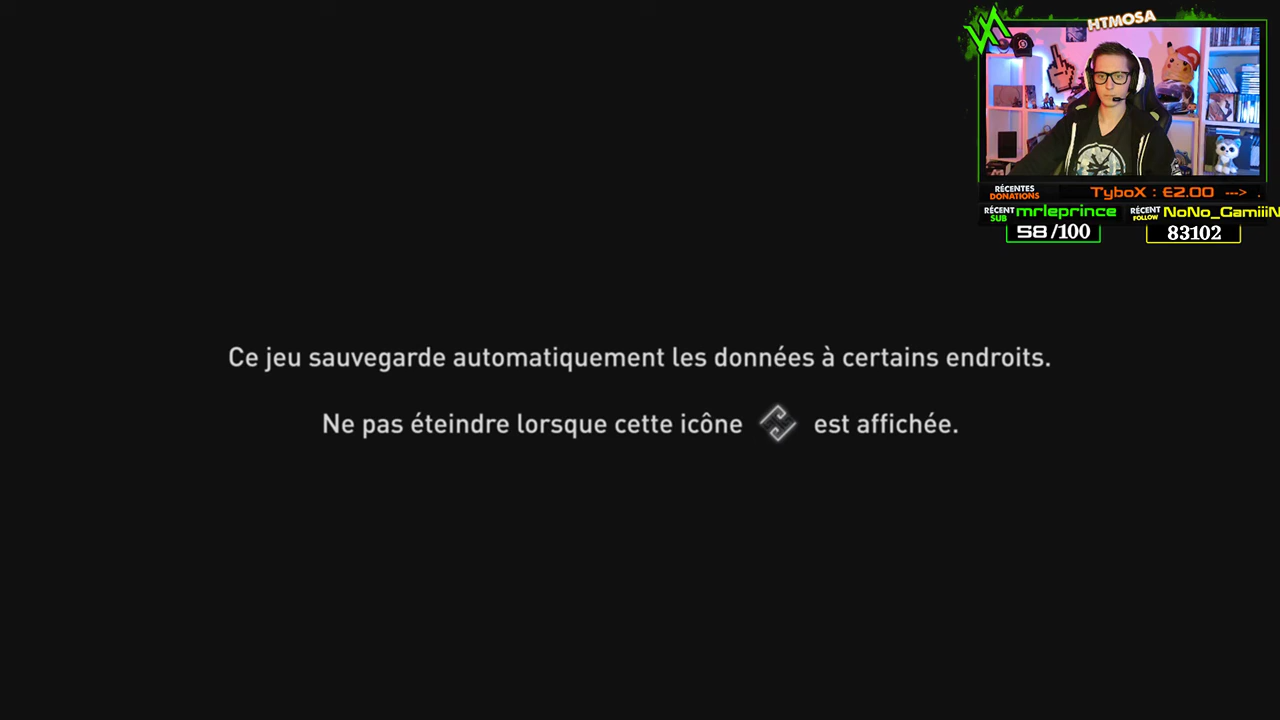 HTMOSA
RÉCENTES
DONATIONS
TyboX : €2.00 --->
RÉCENT
SUB
mrleprince
RÉCENT
FOLLOW
NoNo_GamiiiN
58 /100
83102
Ce jeu sauvegarde automatiquement les données à certains endroits.
Ne pas éteindre lorsque cette icône est affichée.